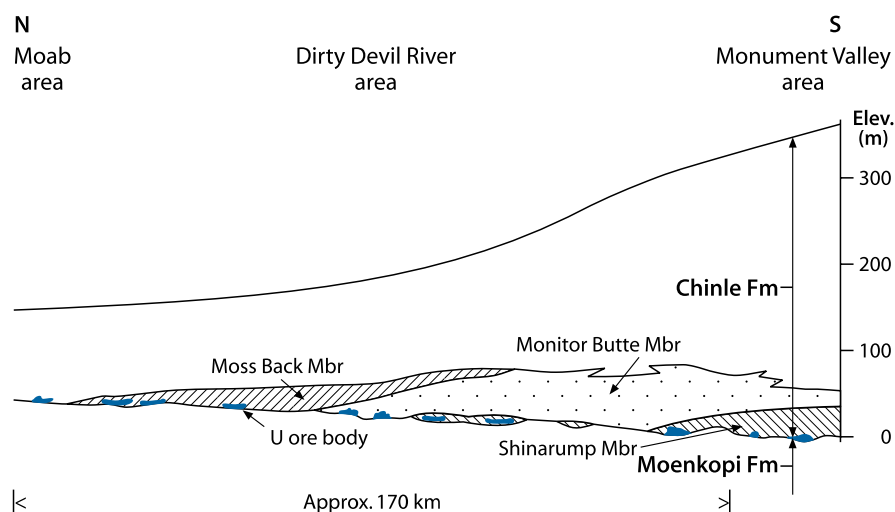 N
S
Moab
area
Dirty Devil River
area
Monument Valley
area
Elev.
(m)
300
200
Chinle Fm
100
Monitor Butte Mbr
Moss Back Mbr
U ore body
Shinarump Mbr
0
Moenkopi Fm
Approx. 170 km